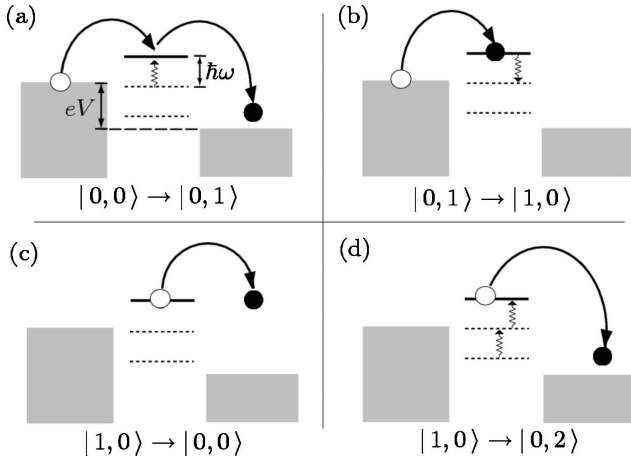 (a)
ħω
eV
| 0, 0 ⟩ → | 0, 1 ⟩
(b)
| 0, 1 ⟩ → | 1, 0 ⟩
(c)
| 1, 0 ⟩ → | 0, 0 ⟩
(d)
| 1, 0 ⟩ → | 0, 2 ⟩